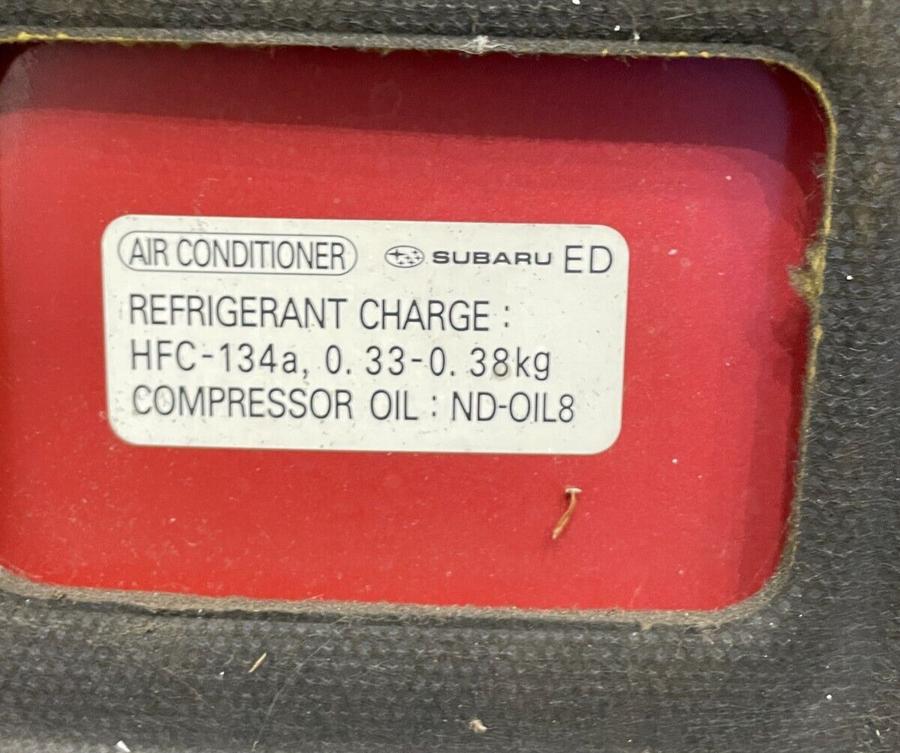 AIR CONDITIONER SUBARU ED
REFRIGERANT CHARGE :
HFC-134a, 0.33-0.38kg
COMPRESSOR OIL : ND-OIL8